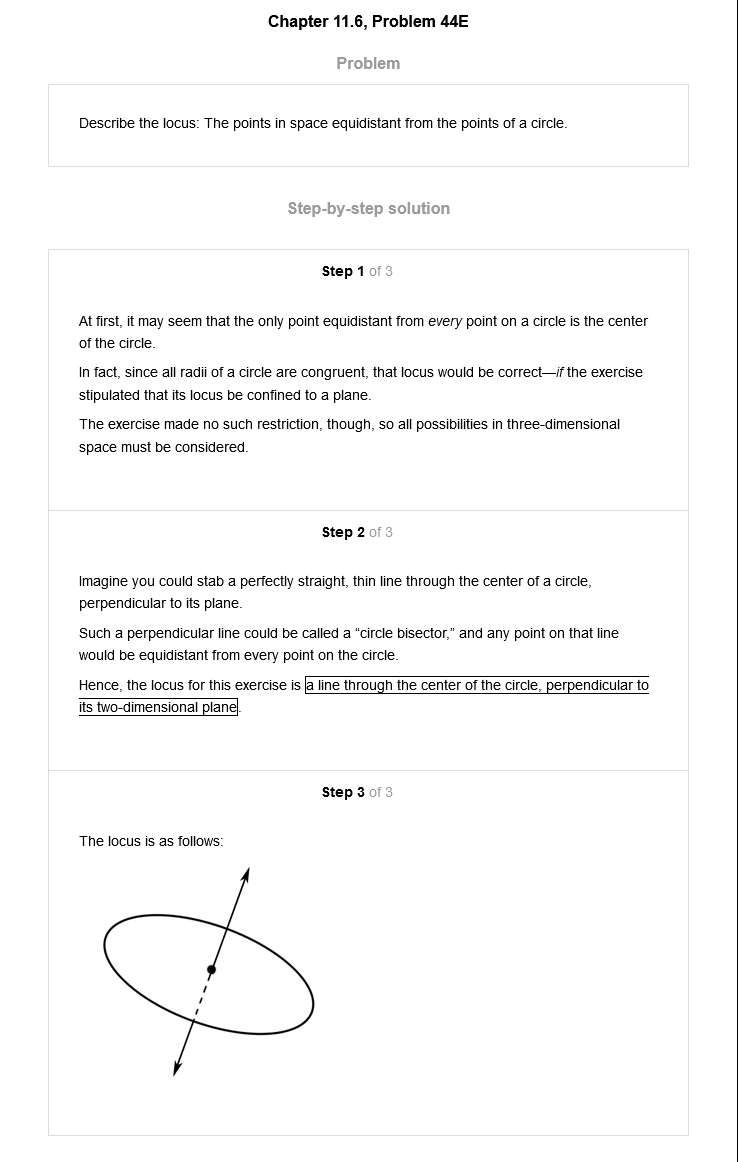 Chapter 11.6, Problem 44E
Problem
Describe the locus: The points in space equidistant from the points of a circle.
Step-by-step solution
Step 1 of 3
At first, it may seem that the only point equidistant from every point on a circle is the center
of the circle.
In fact, since all radii of a circle are congruent, that locus would be correct—if the exercise
stipulated that its locus be confined to a plane.
The exercise made no such restriction, though, so all possibilities in three-dimensional
space must be considered.
Step 2 of 3
Imagine you could stab a perfectly straight, thin line through the center of a circle,
perpendicular to its plane.
Such a perpendicular line could be called a “circle bisector,” and any point on that line
would be equidistant from every point on the circle.
Hence, the locus for this exercise is a line through the center of the circle, perpendicular to
its two-dimensional plane.
Step 3 of 3
The locus is as follows: